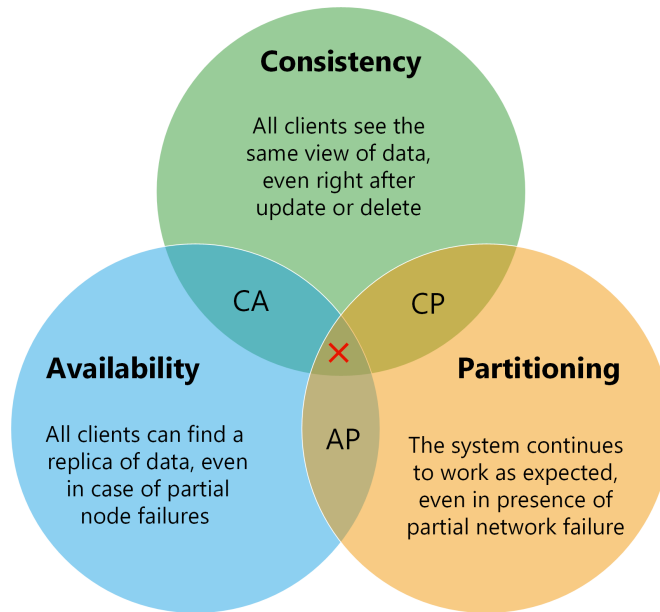 Consistency
All clients see the
same view of data,
even right after
update or delete
CA
CP
Availability
All clients can find a
replica of data, even
in case of partial
node failures
AP
Partitioning
The system continues
to work as expected,
even in presence of
partial network failure